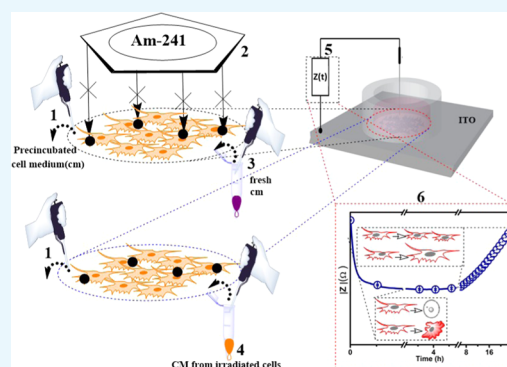 Am-241
2
5
Z(t)
1
ITO
Precincubated
cell medium(cm)
3
fresh
cm
6
1
|Z| (Ω)
4
0
4
8
16
Time (h)
CM from irradiated cells